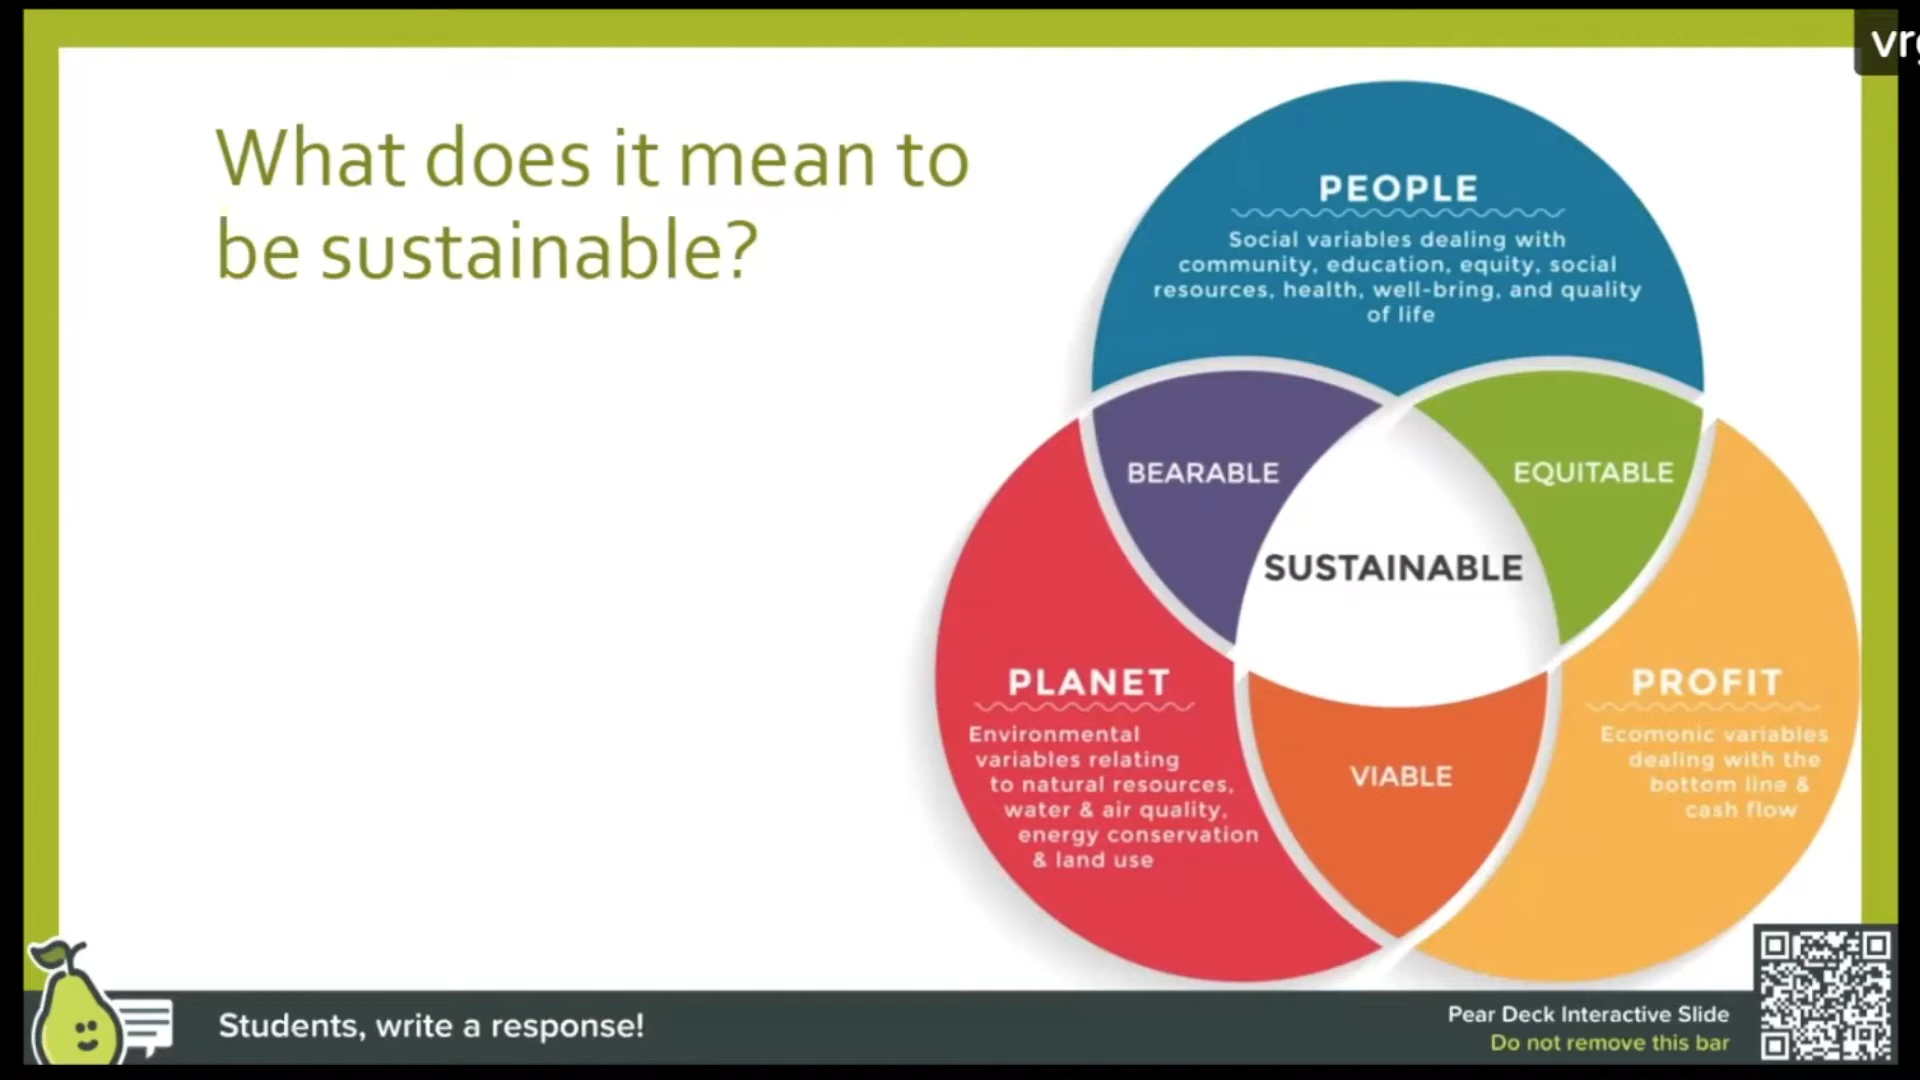 What does it mean to
be sustainable?
PEOPLE
Social variables dealing with
community, education, equity, social
resources, health, well-bring, and quality
of life
BEARABLE
EQUITABLE
SUSTAINABLE
PLANET
Environmental
variables relating
to natural resources,
water & air quality,
energy conservation
& land use
PROFIT
Ecomonic variables
dealing with the
bottom line &
cash flow
VIABLE
Students, write a response!
Pear Deck Interactive Slide
Do not remove this bar